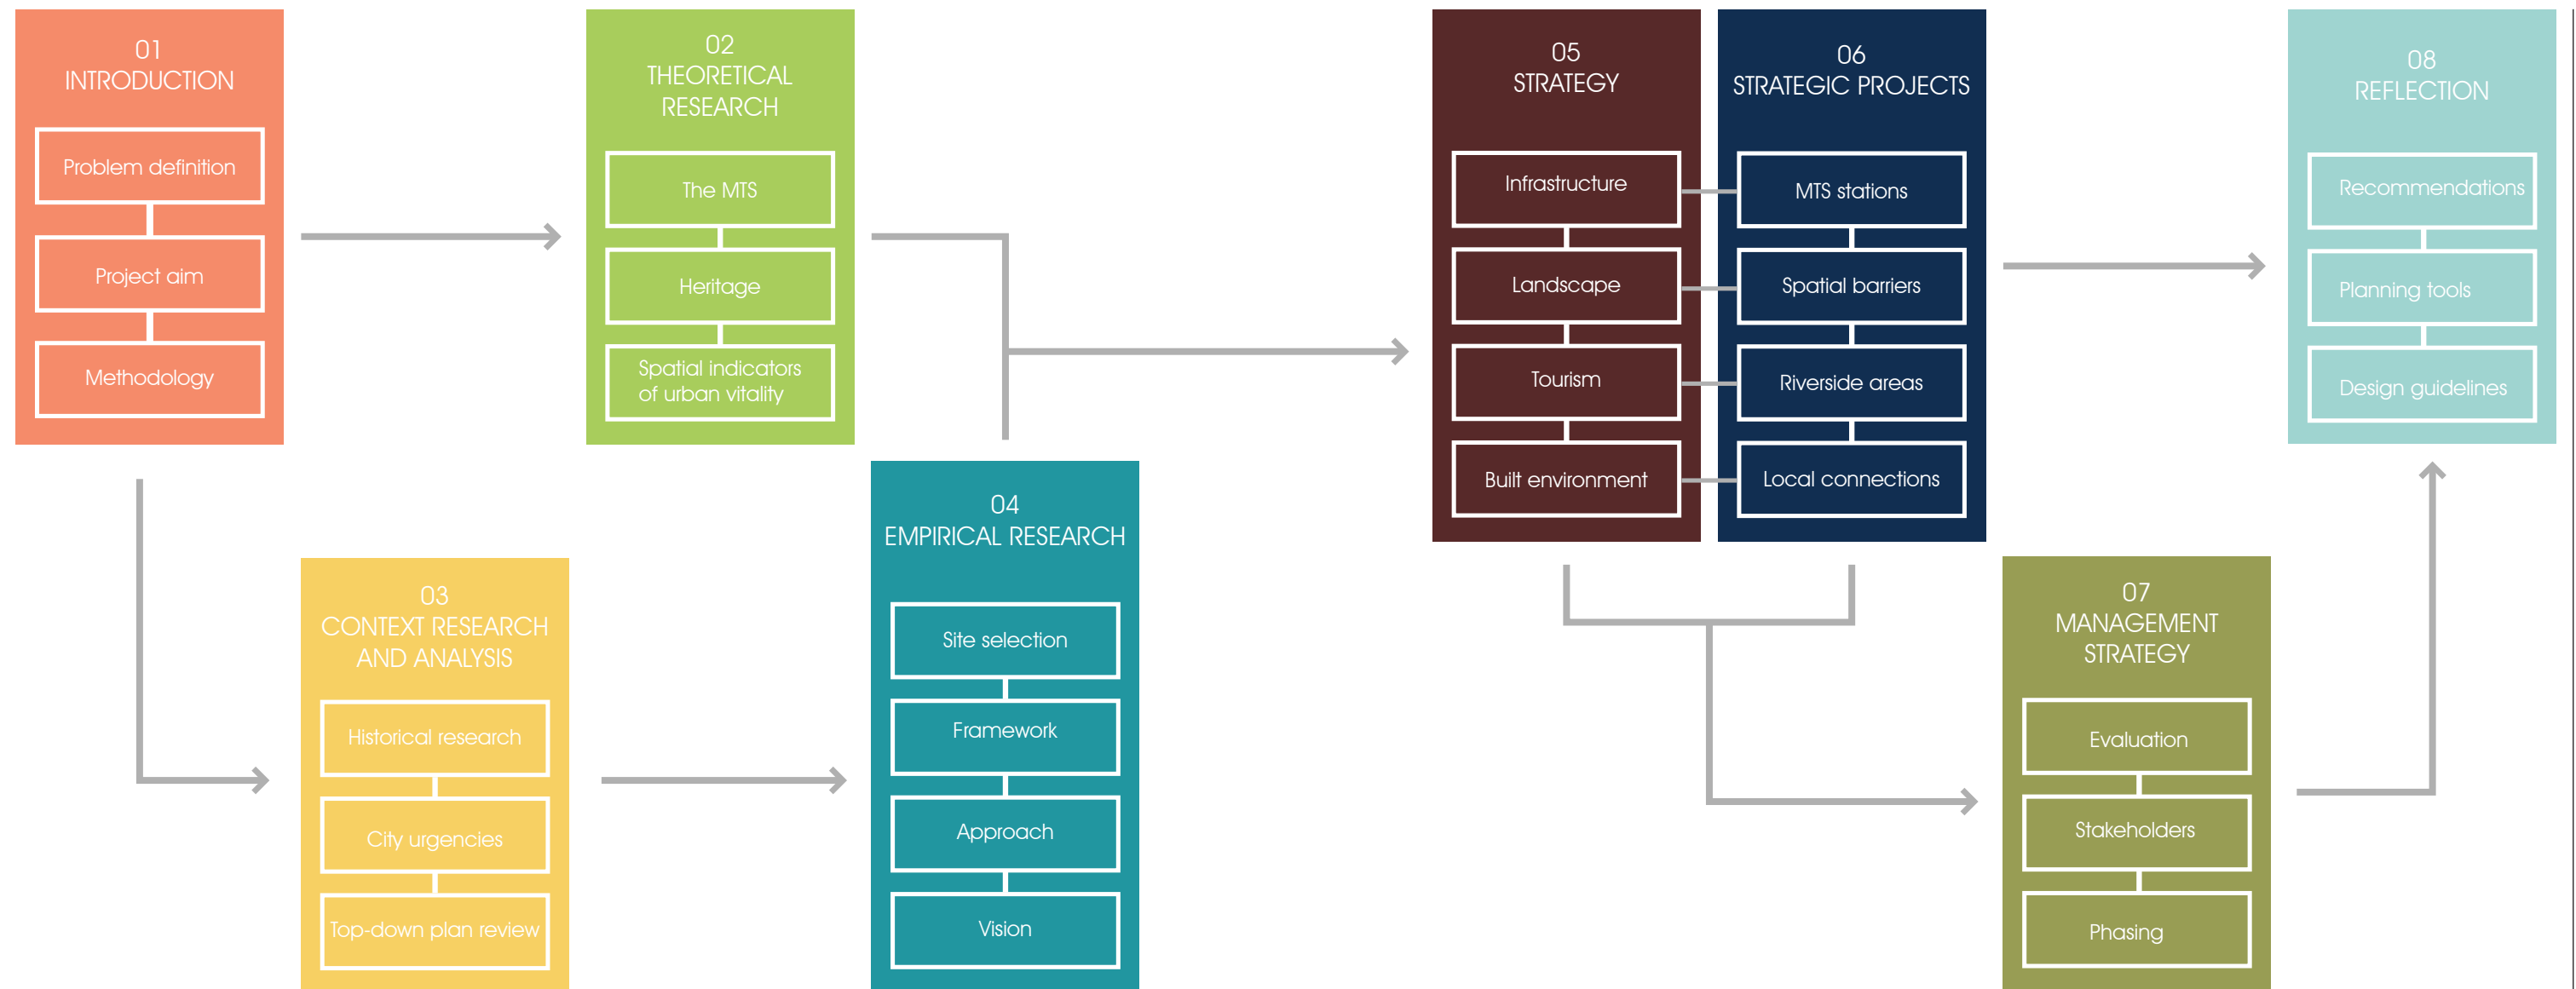 01
INTRODUCTION
Problem definition
Project aim
Methodology
02
THEORETICAL
RESEARCH
The MTS
Heritage
Spatial indicators
of urban vitality
03
CONTEXT RESEARCH
AND ANALYSIS
Historical research
City urgencies
Top-down plan review
04
EMPIRICAL RESEARCH
Site selection
Framework
Approach
Vision
05
STRATEGY
Infrastructure
Landscape
Tourism
Built environment
06
STRATEGIC PROJECTS
MTS stations
Spatial barriers
Riverside areas
Local connections
07
MANAGEMENT
STRATEGY
Evaluation
Stakeholders
Phasing
08
REFLECTION
Recommendations
Planning tools
Design guidelines